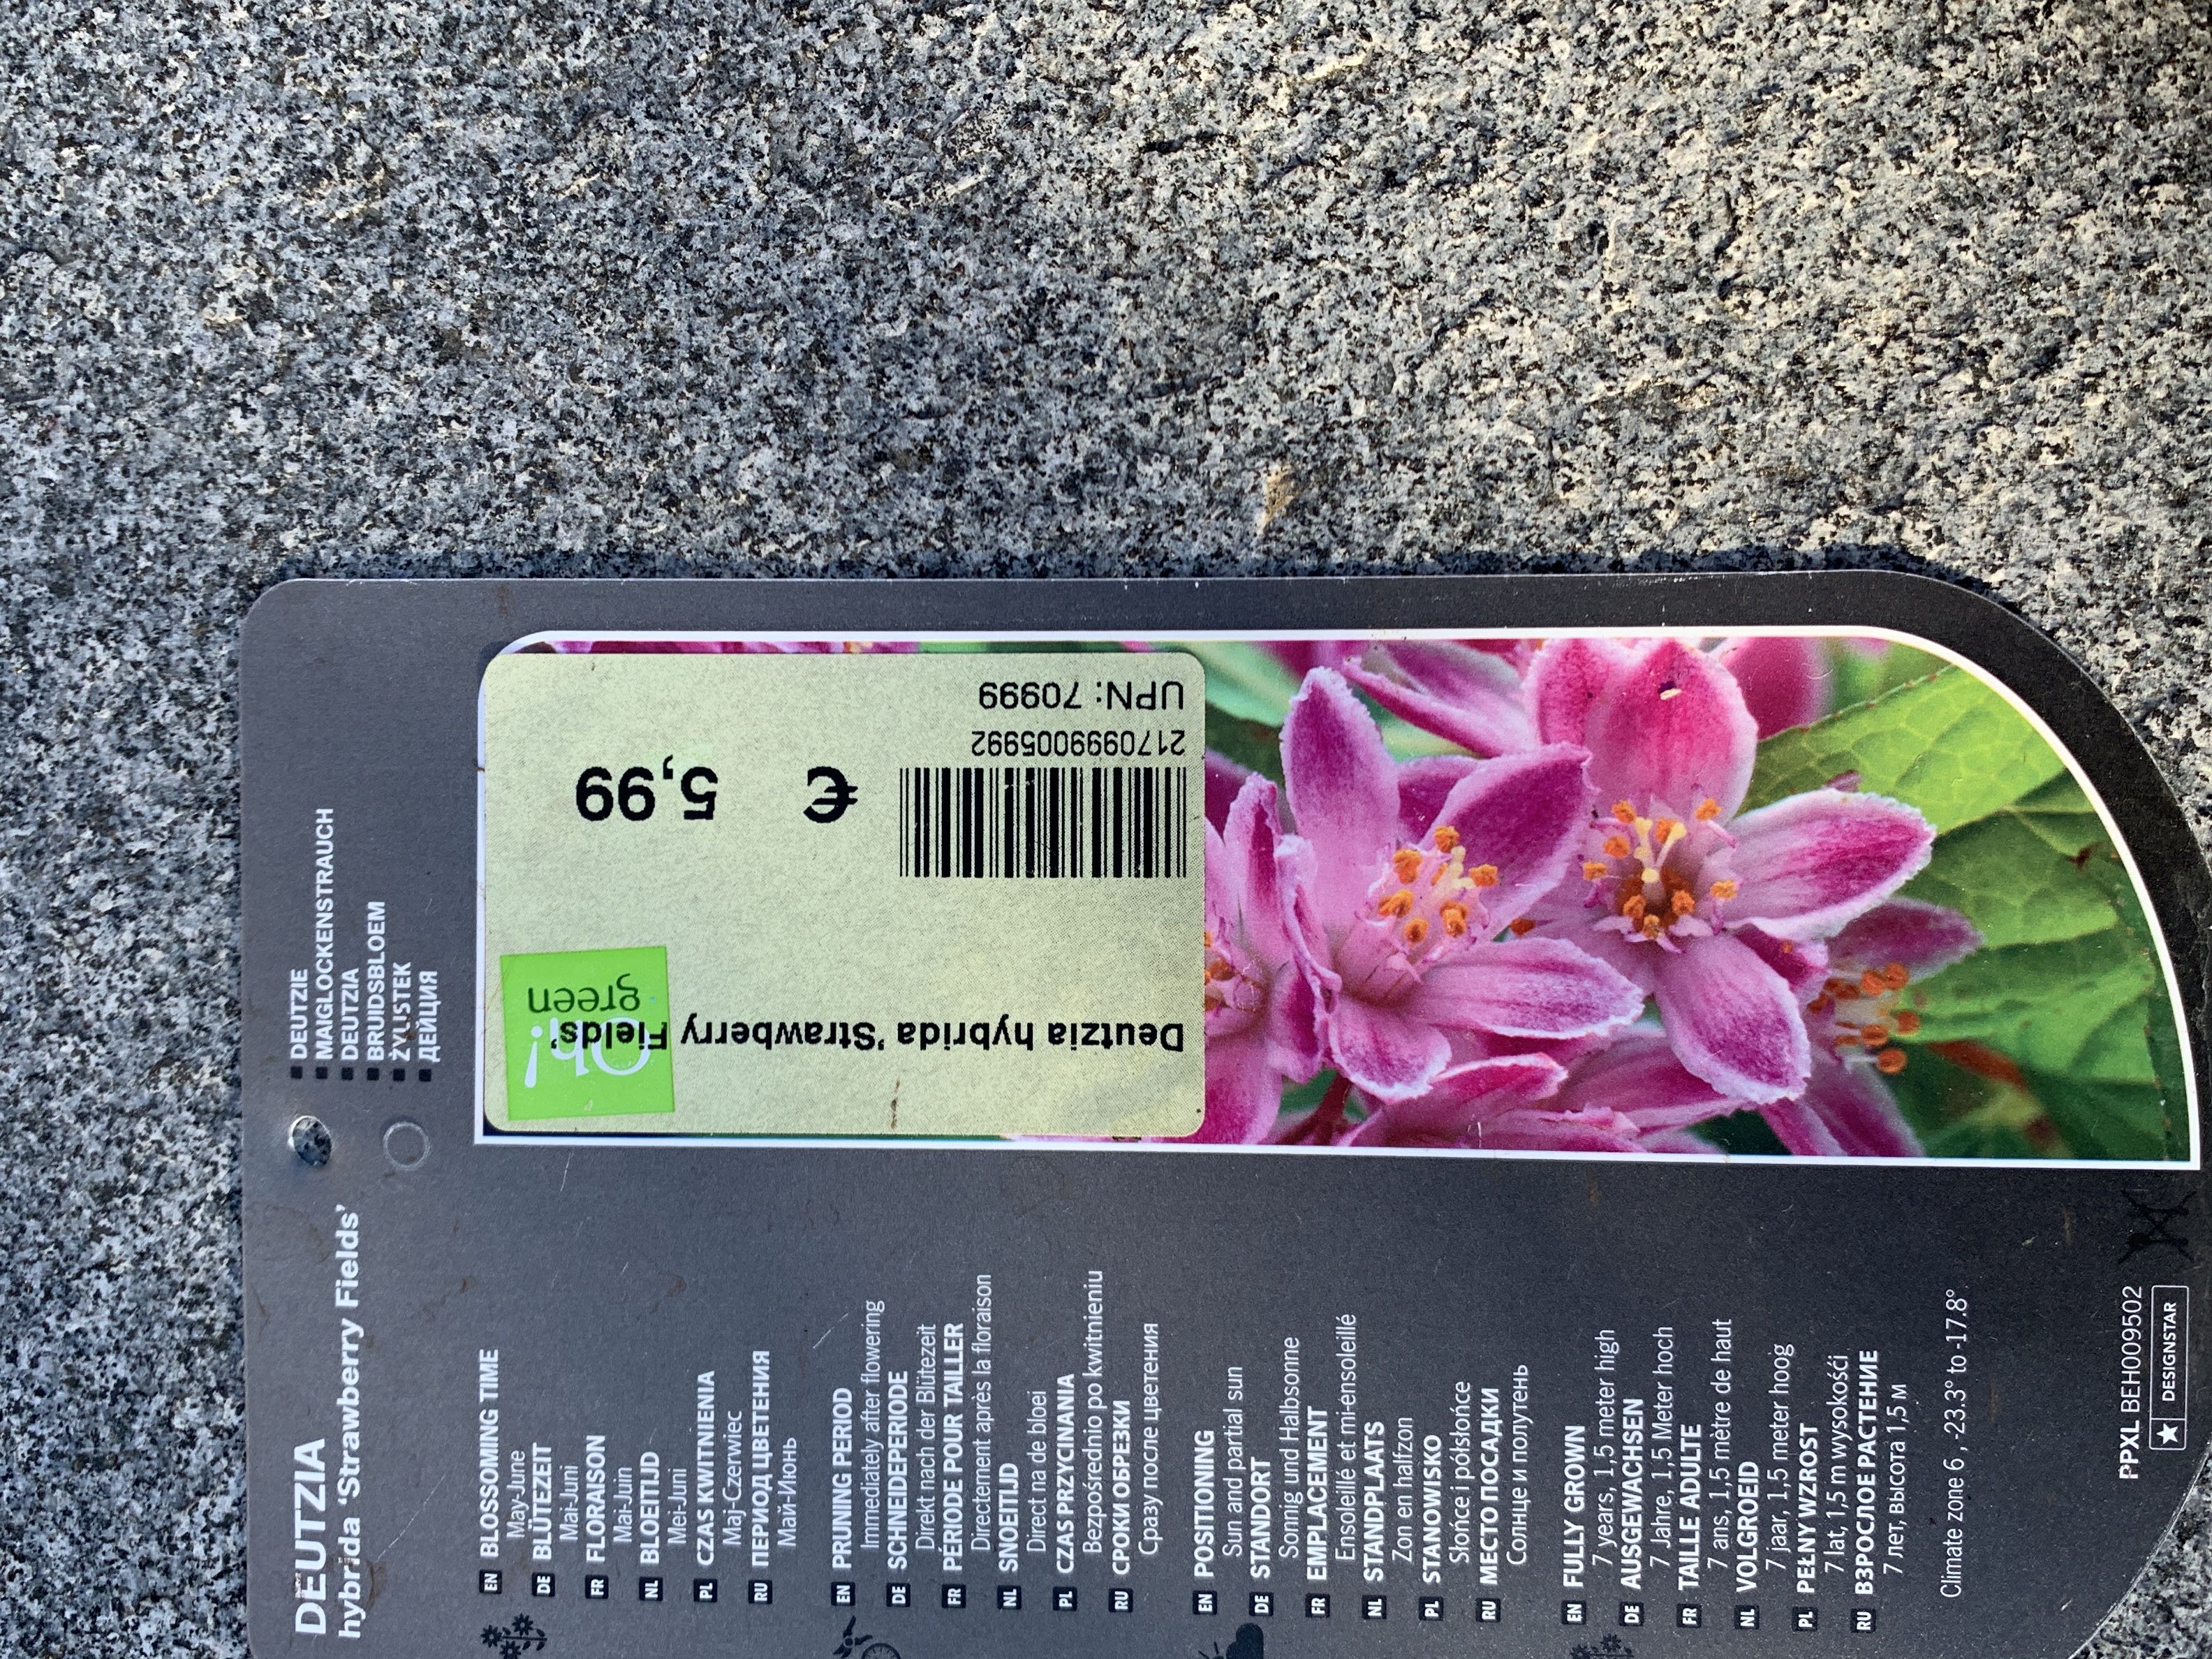 DEUTZIA
hybrida ‘Strawberry Fields’
DEUTZIE
MAIGLOCKENSTRAUCH
DEUTZIA
BRUIDSBLOEM
ŻYLISTEK
ДЕЙЦИЯ
EN BLOSSOMING TIME
May-June
DE BLÜTEZEIT
Mai-Juni
FR FLORAISON
Mai-Juin
NL BLOEITIJD
Mei-Juni
PL CZAS KWITNIENIA
Maj-Czerwiec
RU ПЕРИОД ЦВЕТЕНИЯ
Май-Июнь
EN PRUNING PERIOD
Immediately after flowering
DE SCHNEIDEPERIODE
Direkt nach der Blütezeit
FR PÉRIODE POUR TAILLER
Directement après la floraison
NL SNOEITIJD
Direct na de bloei
PL CZAS PRZYCINANIA
Bezpośrednio po kwitnieniu
RU СРОКИ ОБРЕЗКИ
Сразу после цветения
EN POSITIONING
Sun and partial sun
DE STANDORT
Sonnig und Halbsonne
FR EMPLACEMENT
Ensoleillé et mi-ensoleillé
NL STANDPLAATS
Zon en halfzon
PL STANOWISKO
Słońce i półsłońce
RU МЕСТО ПОСАДКИ
Солнце и полутень
EN FULLY GROWN
7 years, 1,5 meter high
DE AUSGEWACHSEN
7 Jahre, 1,5 Meter hoch
FR TAILLE ADULTE
7 ans, 1,5 mètre de haut
NL VOLGROEID
7 jaar, 1,5 meter hoog
PL PEŁNY WZROST
7 lat, 1,5 m wysokości
RU ВЗРОСЛОЕ РАСТЕНИЕ
7 лет, высота 1,5 м
Climate zone 6 , -23.3° to -17.8°
PPXL BEH009502
DESIGNSTAR
UPN: 70999
2170999005992
€ 5,99
Deutzia hybrida 'Strawberry Fields'
Oh!
green